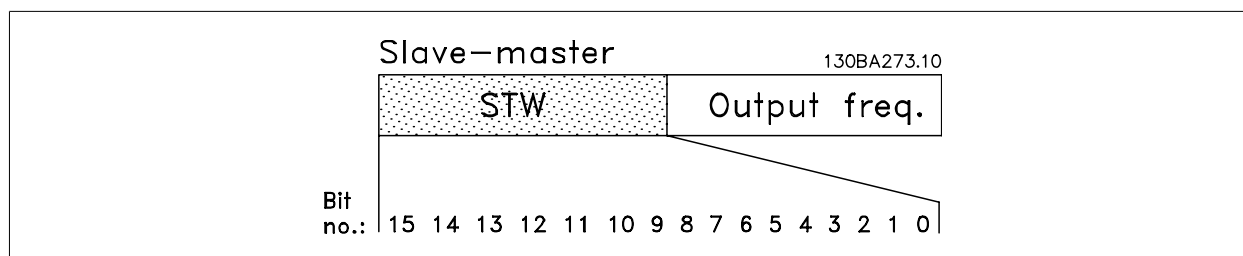 Slave-master
130BA273.10
STW
Output freq.
Bit
no.: 15 14 13 12 11 10 9 8 7 6 5 4 3 2 1 0